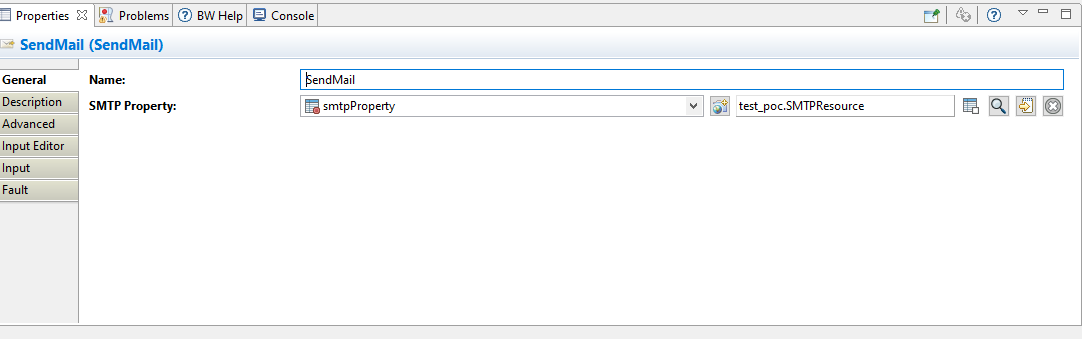 Properties Problems BW Help Console
SendMail (SendMail)
General
Description
Advanced
Input Editor
Input
Fault
Name: SendMail
SMTP Property: smtpProperty test_poc.SMTPResource